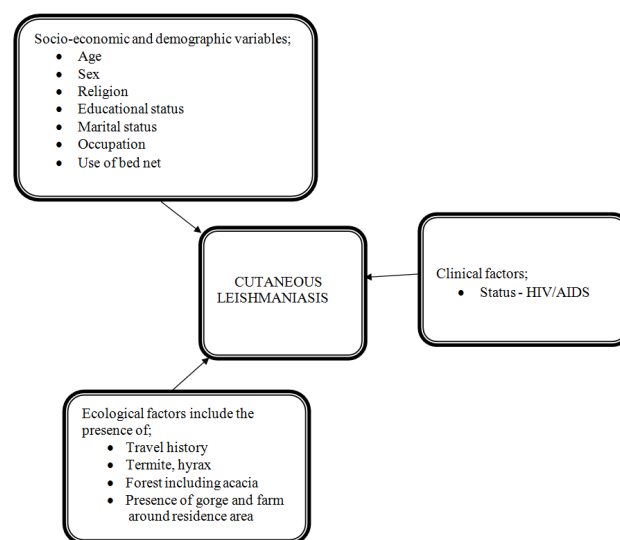 Socio-economic and demographic variables;
• Age
• Sex
• Religion
• Educational status
• Marital status
• Occupation
• Use of bed net
CUTANEOUS
LEISHMANIASIS
Clinical factors;
• Status - HIV/AIDS
Ecological factors include the
presence of;
• Travel history
• Termite, hyrax
• Forest including acacia
• Presence of gorge and farm
around residence area